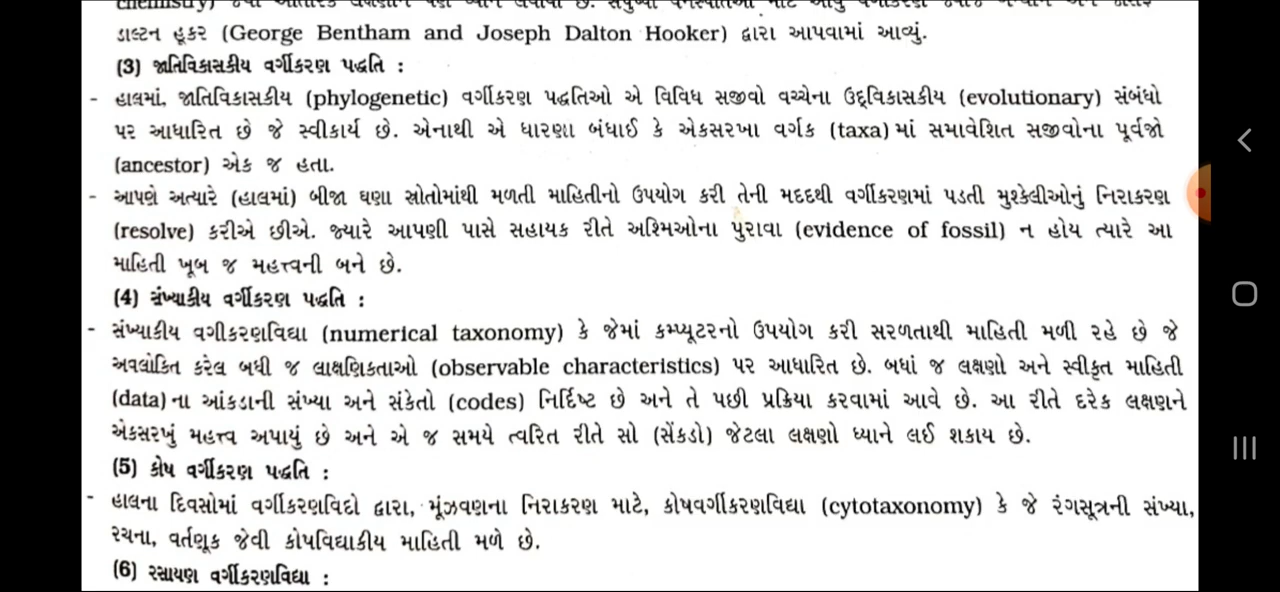 ડાલ્ટન હૂકર (George Bentham and Joseph Dalton Hooker) દ્વારા આપવામાં આવ્યું.
(3) જાતિવિકાસકીય વર્ગીકરણ પદ્ધતિ :
- હાલમાં, જાતિવિકાસકીય (phylogenetic) વર્ગીકરણ પદ્ધતિઓ એ વિવિધ સજીવો વચ્ચેના ઉદ્દવિકાસકીય (evolutionary) સંબંધો
પર આધારિત છે જે સ્વીકાર્ય છે. એનાથી એ ધારણા બંધાઈ કે એકસરખા વર્ગક (taxa) માં સમાવેશિત સજીવોના પૂર્વજો
(ancestor) એક જ હતા.
- આપણે અત્યારે (હાલમાં) બીજા ઘણા સ્રોતોમાંથી મળતી માહિતીનો ઉપયોગ કરી તેની મદદથી વર્ગીકરણમાં પડતી મુશ્કેલીઓનું નિરાકરણ
(resolve) કરીએ છીએ. જ્યારે આપણી પાસે સહાયક રીતે અશ્મિઓના પુરાવા (evidence of fossil) ન હોય ત્યારે આ
માહિતી ખૂબ જ મહત્ત્વની બને છે.
(4) સંખ્યાકીય વર્ગીકરણ પદ્ધતિ :
- સંખ્યાકીય વગીકરણવિદ્યા (numerical taxonomy) કે જેમાં કમ્પ્યૂટરનો ઉપયોગ કરી સરળતાથી માહિતી મળી રહે છે જે
અવલોકિત કરેલ બધી જ લાક્ષણિકતાઓ (observable characteristics) પર આધારિત છે. બધાં જ લક્ષણો અને સ્વીકૃત માહિતી
(data) ના આંકડાની સંખ્યા અને સંકેતો (codes) નિર્દિષ્ટ છે અને તે પછી પ્રક્રિયા કરવામાં આવે છે. આ રીતે દરેક લક્ષણને
એકસરખું મહત્ત્વ અપાયું છે અને એ જ સમયે ત્વરિત રીતે સો (સેંકડો) જેટલા લક્ષણો ધ્યાને લઈ શકાય છે.
(5) કોષ વર્ગીકરણ પદ્ધતિ :
- હાલના દિવસોમાં વર્ગીકરણવિદો દ્વારા, મૂંઝવણના નિરાકરણ માટે, કોષવર્ગીકરણવિદ્યા (cytotaxonomy) કે જે રંગસૂત્રની સંખ્યા,
રચના, વર્તણૂક જેવી કોષવિદ્યાકીય માહિતી મળે છે.
(6) રસાયણ વર્ગીકરણવિદ્યા :